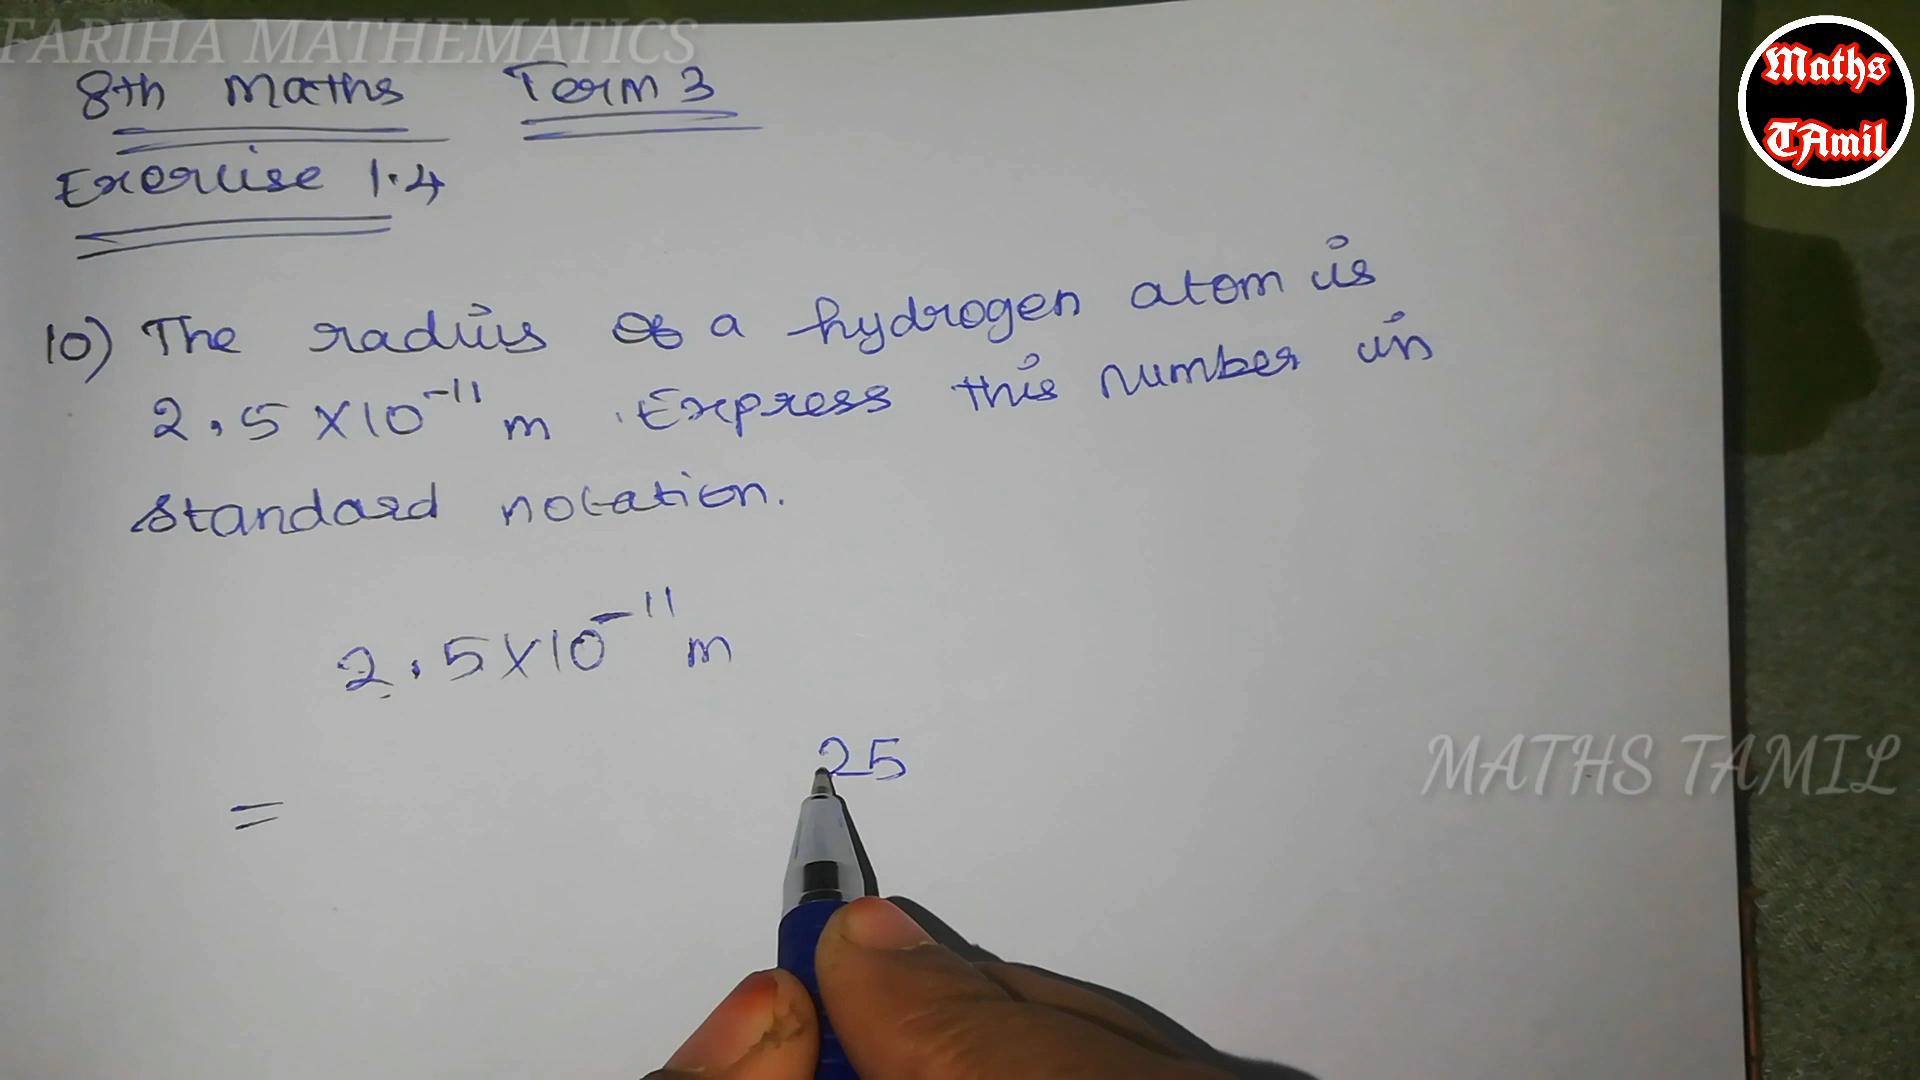 FARIHA MATHEMATICS
8th Maths Term 3
Exercise 1.4
10) The radius of a hydrogen atom is
2.5 × 10⁻¹¹ m. Express this number in
standard notation.
2.5 × 10⁻¹¹ m
25
=
Maths
TAmil
MATHS TAMIL